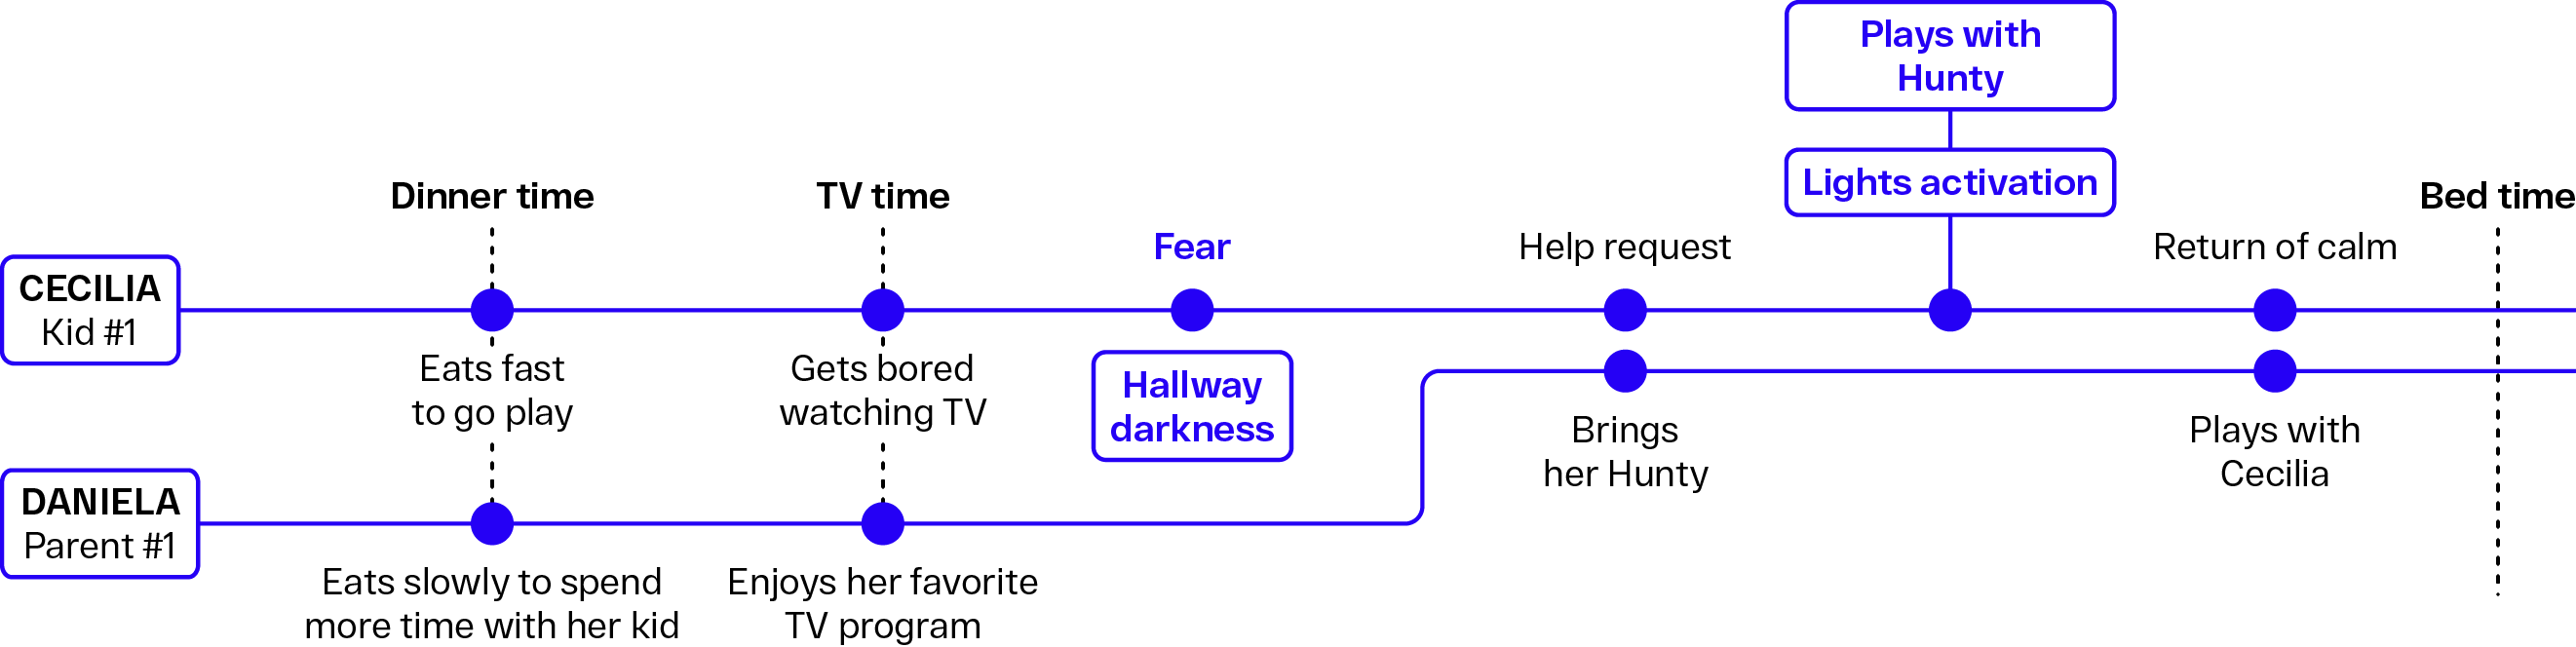 Plays with
Hunty
Lights activation
Dinner time
TV time
Bed time
Fear
Help request
Return of calm
CECILIA
Kid #1
Eats fast
to go play
Gets bored
watching TV
Hallway
darkness
Brings
her Hunty
Plays with
Cecilia
DANIELA
Parent #1
Eats slowly to spend
more time with her kid
Enjoys her favorite
TV program